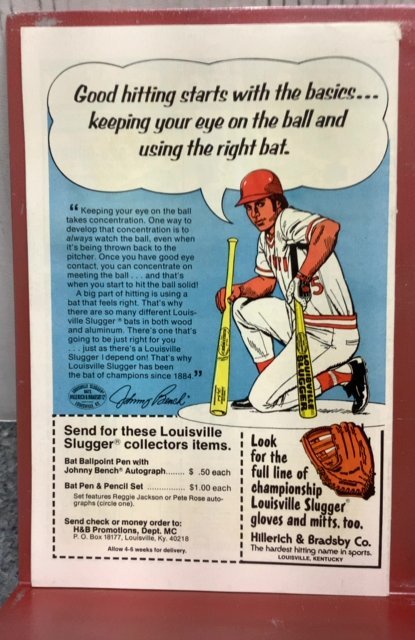 Good hitting starts with the basics...
keeping your eye on the ball and
using the right bat.
“ Keeping your eye on the ball
takes concentration. One way to
develop that concentration is to
always watch the ball, even when
it's being thrown back to the
pitcher. Once you have good eye
contact, you can concentrate on
meeting the ball . . . and that's
when you start to hit the ball solid!
A big part of hitting is using a
bat that feels right. That's why
there are so many different Louis-
ville Slugger® bats in both wood
and aluminum. There's one that's
going to be just right for you
. . . just as there's a Louisville
Slugger I depend on! That's why
Louisville Slugger has been
the bat of champions since 1884.”
Johnny Bench
LOUISVILLE
SLUGGER
5
Send for these Louisville
Slugger® collectors items.
Bat Ballpoint Pen with
Johnny Bench® Autograph....... $ .50 each
Bat Pen & Pencil Set ................ $1.00 each
Set features Reggie Jackson or Pete Rose auto-
graphs (circle one).
Send check or money order to:
H&B Promotions, Dept. MC
P. O. Box 18177, Louisville, Ky. 40218
Allow 4-6 weeks for delivery.
Look
for the
full line of
championship
Louisville Slugger®
gloves and mitts, too.
Hillerich & Bradsby Co.
The hardest hitting name in sports.
LOUISVILLE, KENTUCKY